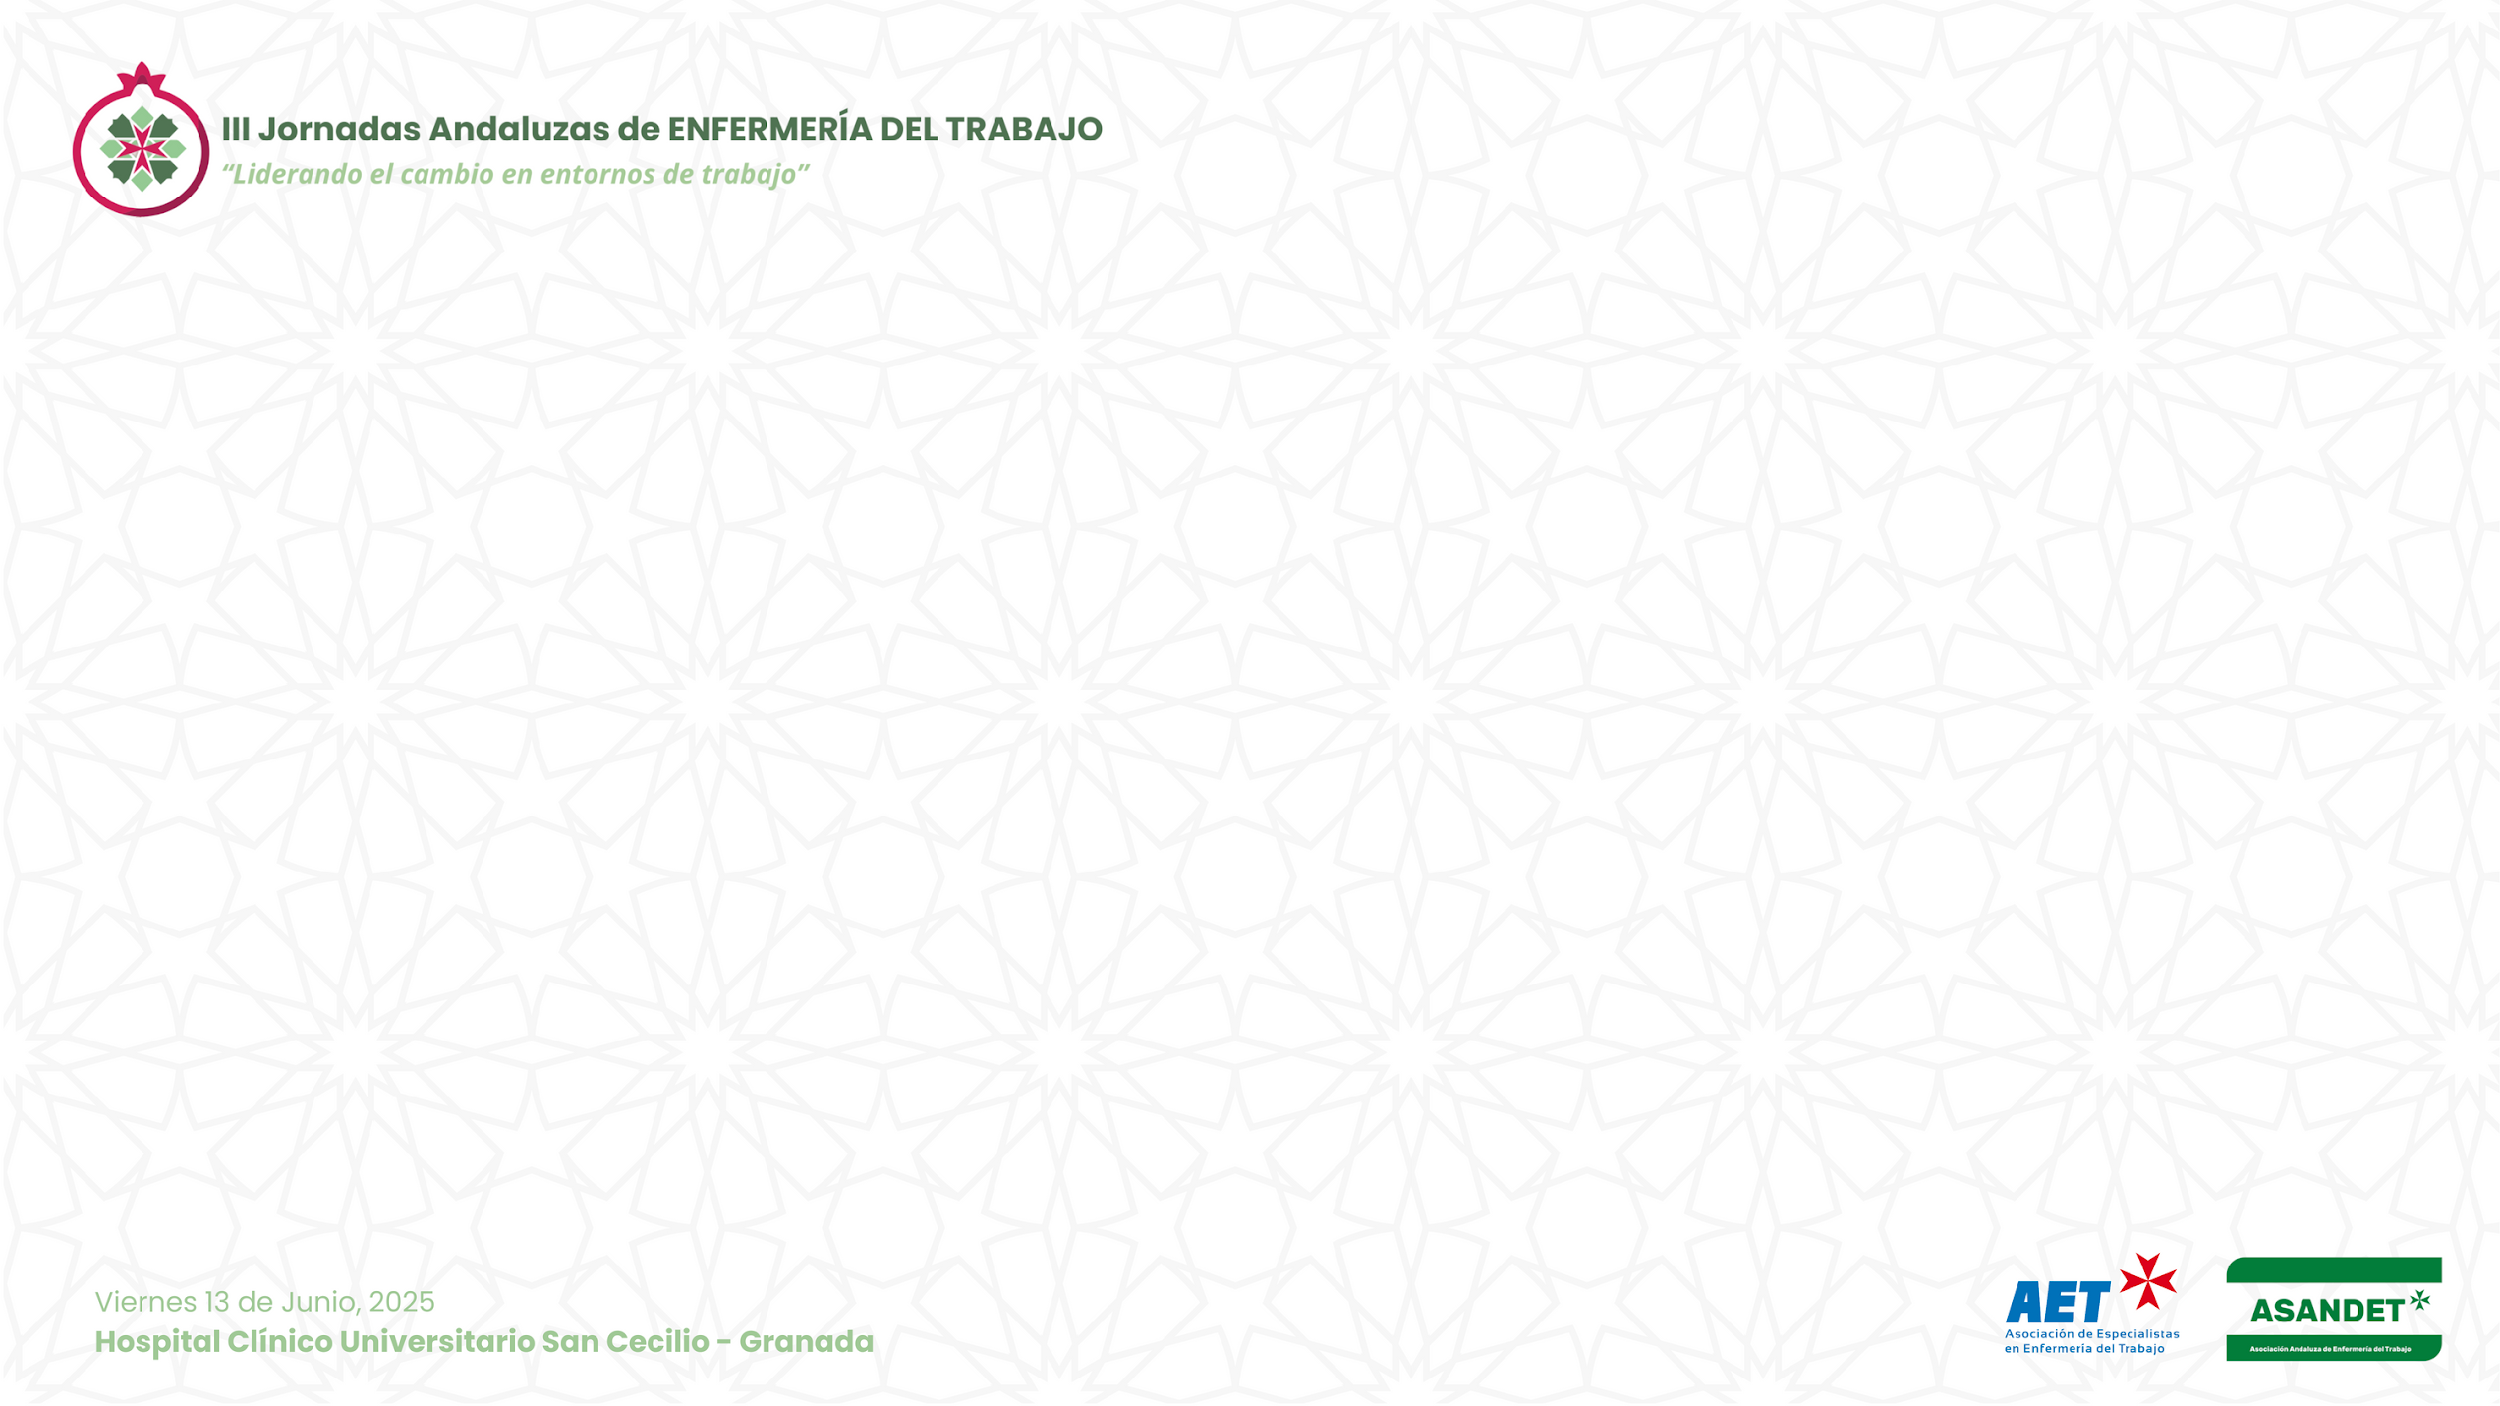 III Jornadas Andaluzas de ENFERMERÍA DEL TRABAJO
“Liderando el cambio en entornos de trabajo”
Viernes 13 de Junio, 2025
Hospital Clínico Universitario San Cecilio - Granada
AET
Asociación de Especialistas
en Enfermería del Trabajo
ASANDET
Asociación Andaluza de Enfermería del Trabajo